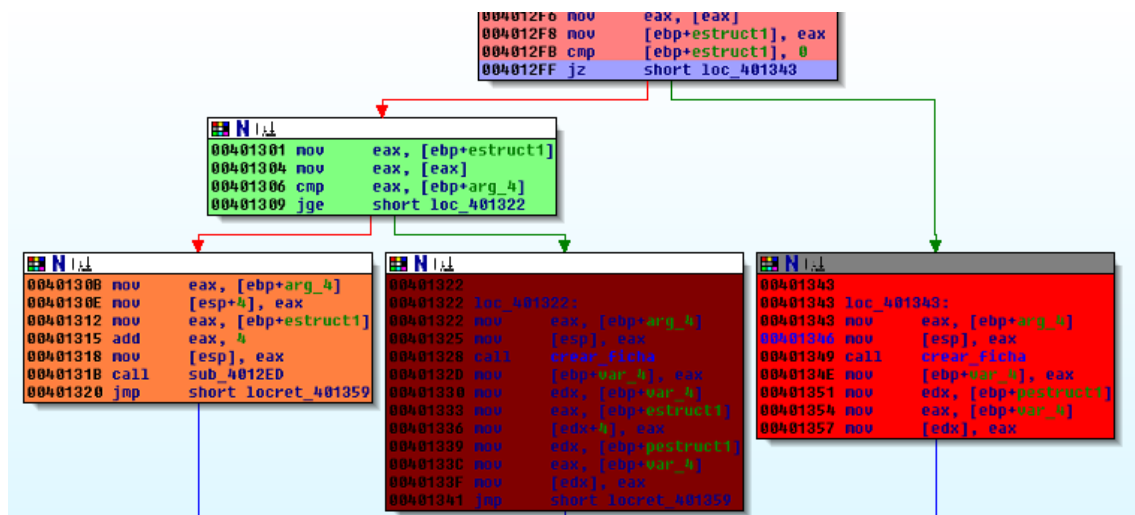 004012F6 mov eax, [eax]
004012F8 mov [ebp+estruct1], eax
004012FB cmp [ebp+estruct1], 0
004012FF jz short loc_401343
N
00401301 mov eax, [ebp+estruct1]
00401304 mov eax, [eax]
00401306 cmp eax, [ebp+arg_4]
00401309 jge short loc_401322
N
0040130B mov eax, [ebp+arg_4]
0040130E mov [esp+4], eax
00401312 mov eax, [ebp+estruct1]
00401315 add eax, 4
00401318 mov [esp], eax
0040131B call sub_4012ED
00401320 jmp short locret_401359
N
00401322
00401322 loc_401322:
00401322 mov eax, [ebp+arg_4]
00401325 mov [esp], eax
00401328 call crear_ficha
0040132D mov [ebp+var_4], eax
00401330 mov edx, [ebp+var_4]
00401333 mov eax, [ebp+estruct1]
00401336 mov [edx+4], eax
00401339 mov edx, [ebp+pestruct1]
0040133C mov eax, [ebp+var_4]
0040133F mov [edx], eax
00401341 jmp short locret_401359
N
00401343
00401343 loc_401343:
00401343 mov eax, [ebp+arg_4]
00401346 mov [esp], eax
00401349 call crear_ficha
0040134E mov [ebp+var_4], eax
00401351 mov edx, [ebp+pestruct1]
00401354 mov eax, [ebp+var_4]
00401357 mov [edx], eax